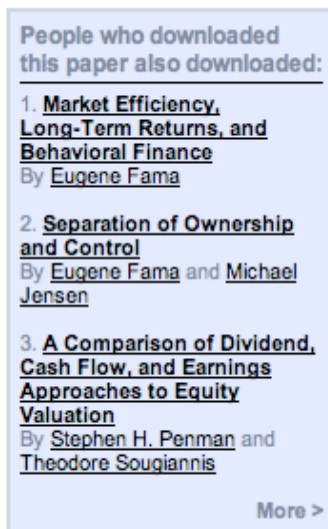 People who downloaded
this paper also downloaded:
1. Market Efficiency,
Long-Term Returns, and
Behavioral Finance
By Eugene Fama
2. Separation of Ownership
and Control
By Eugene Fama and Michael
Jensen
3. A Comparison of Dividend,
Cash Flow, and Earnings
Approaches to Equity
Valuation
By Stephen H. Penman and
Theodore Sougiannis
More >